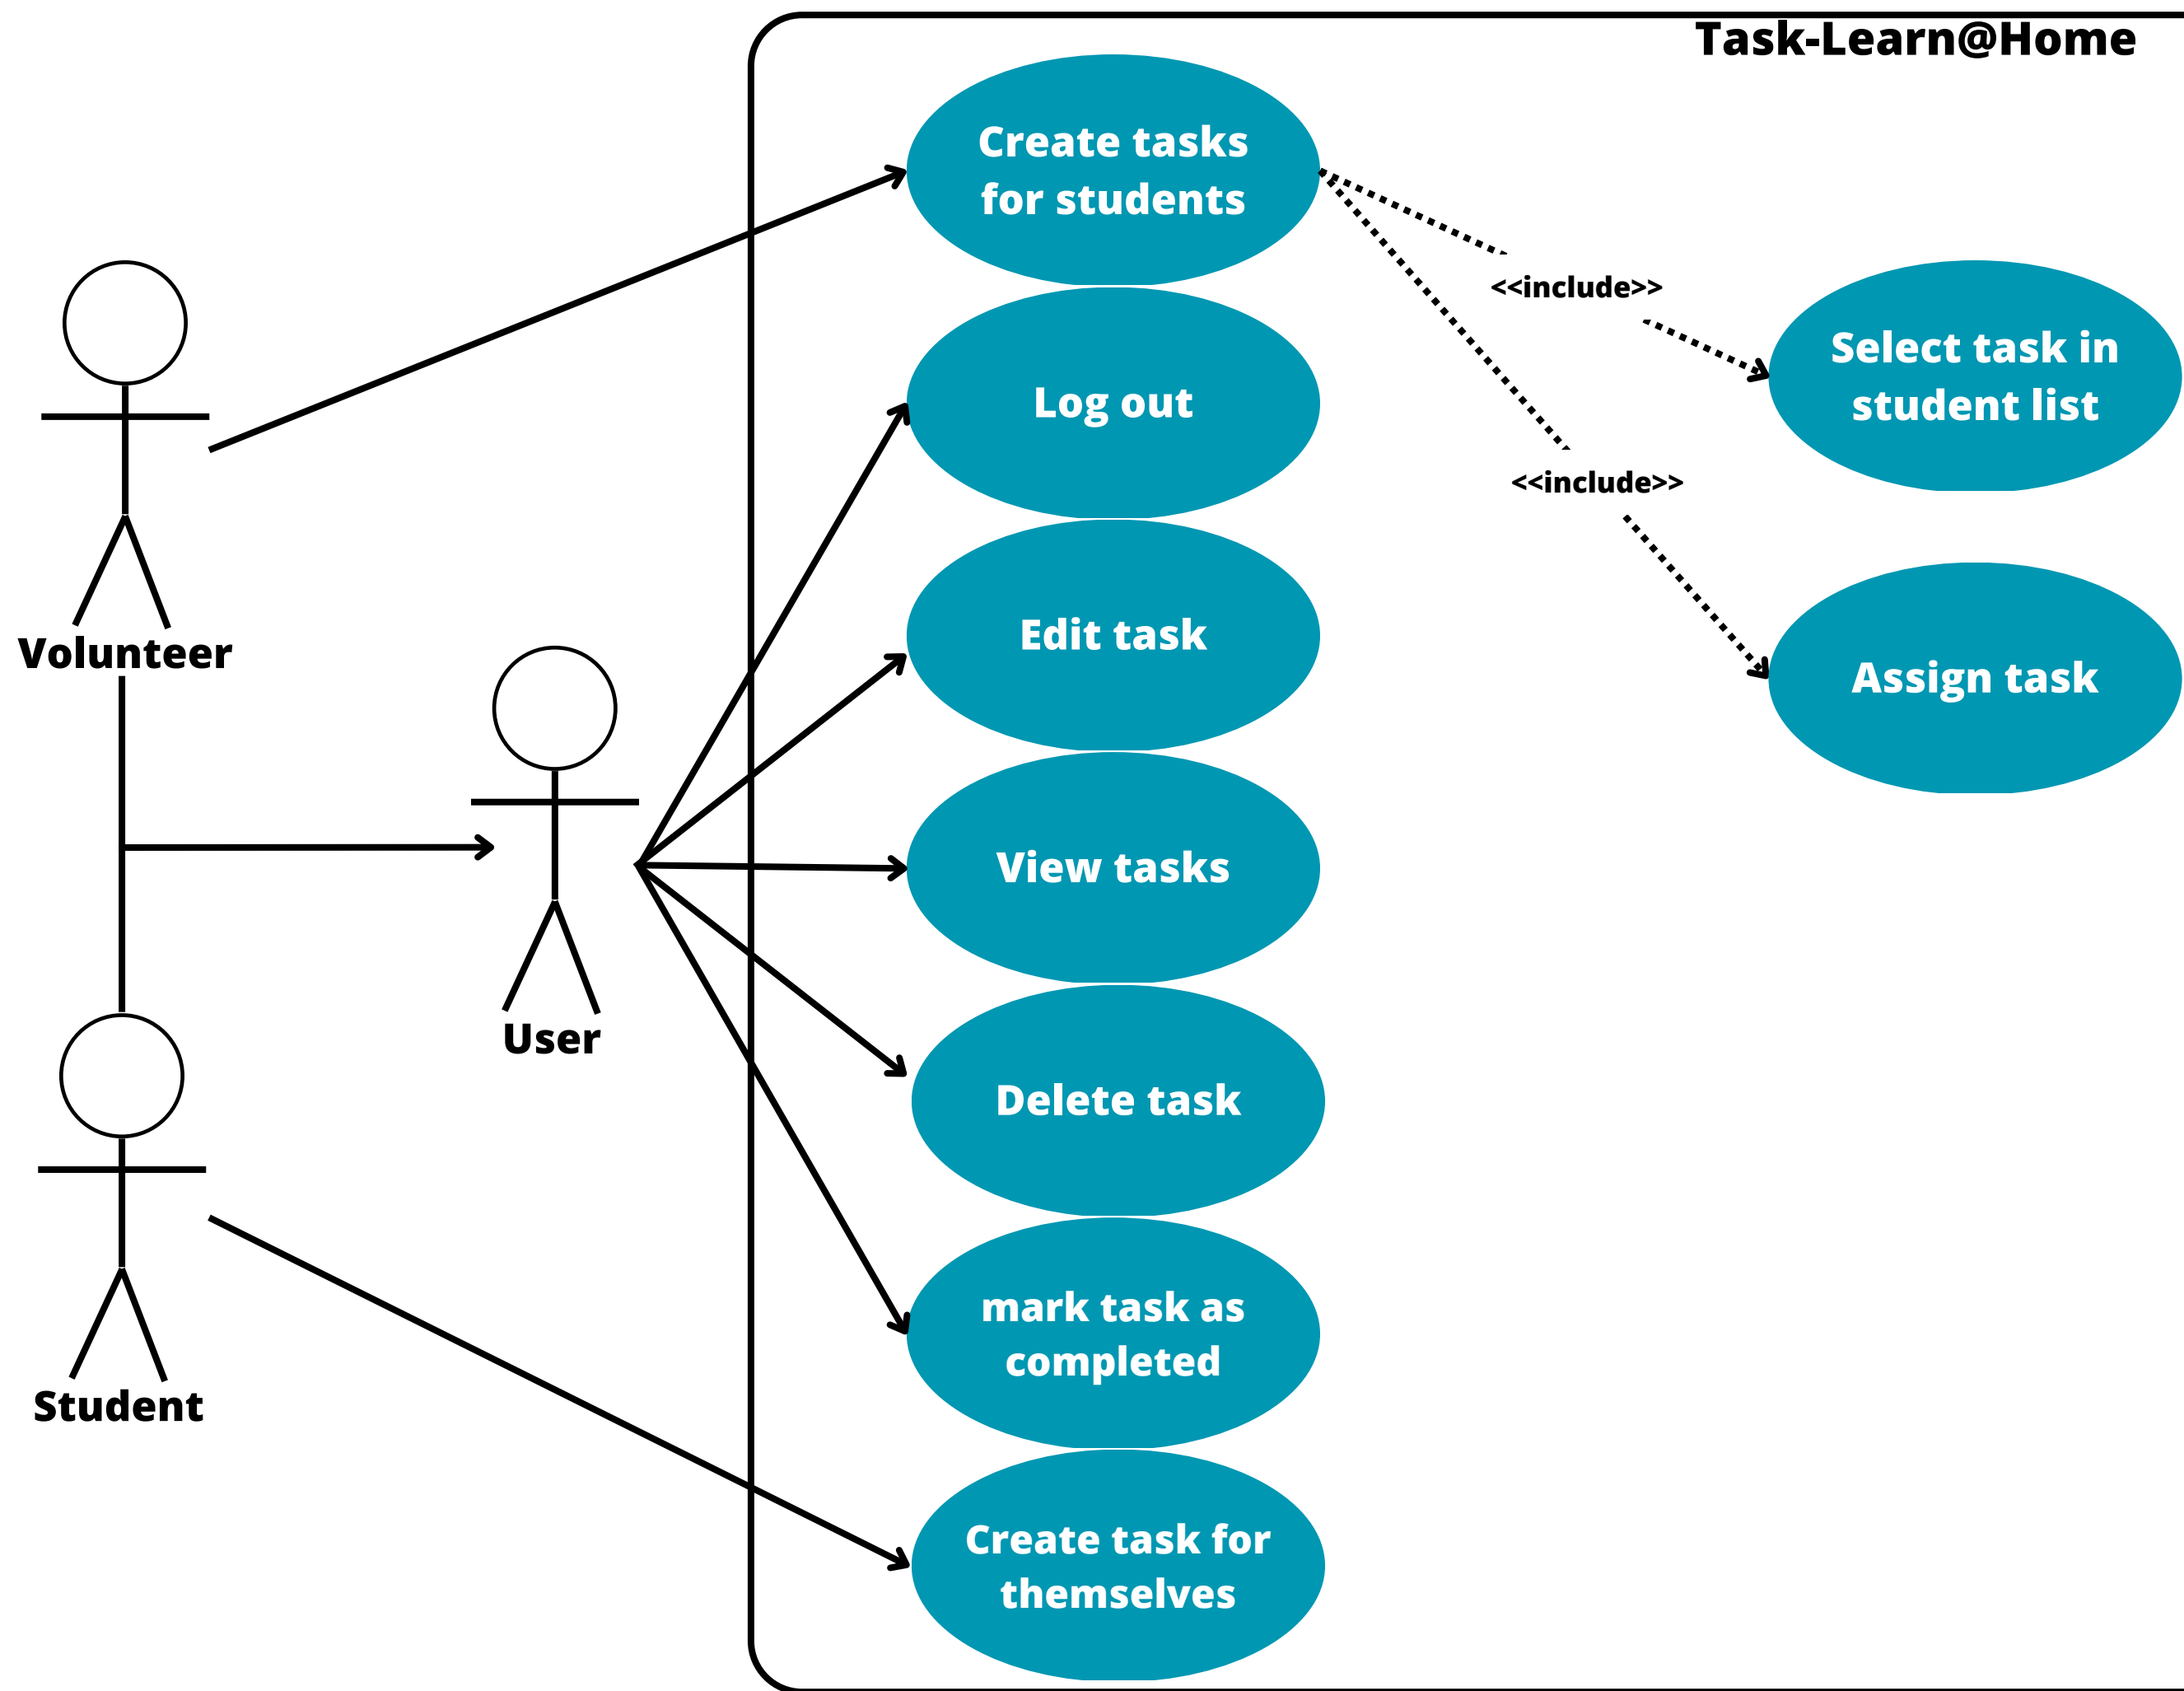 Task-Learn@Home
Create tasks
for students
<<include>>
Select task in
student list
Log out
<<include>>
Edit task
Assign task
Volunteer
View tasks
User
Delete task
mark task as
completed
Student
Create task for
themselves